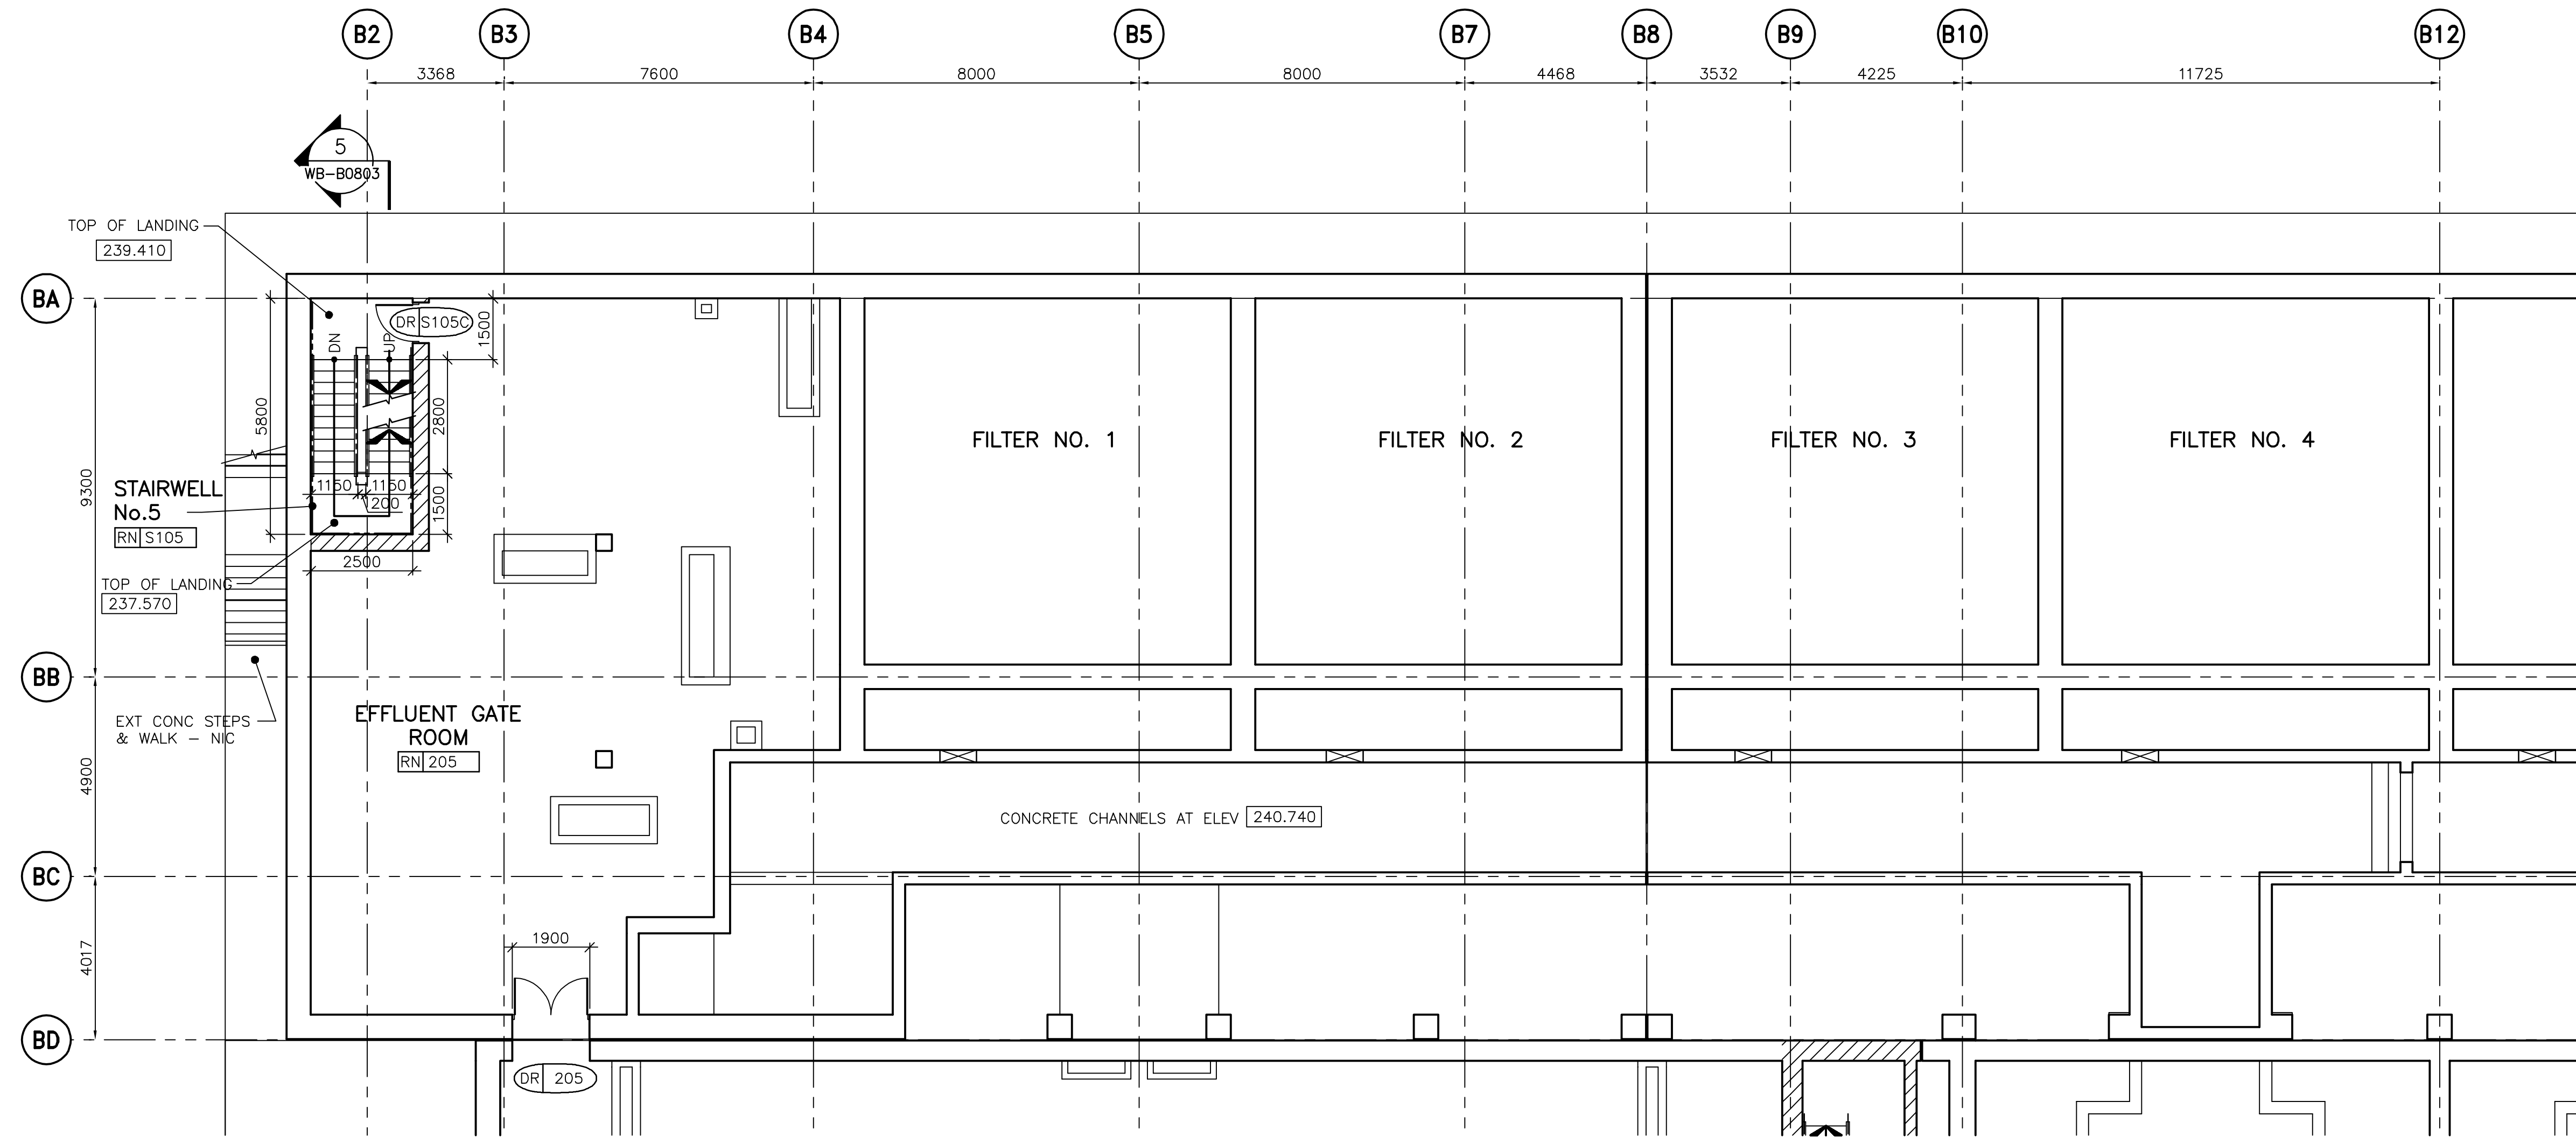 B2 B3 B4 B5 B7 B8 B9 B10 B12
3368 7600 8000 8000 4468 3532 4225 11725
5
WB-B0803
TOP OF LANDING
239.410
BA
DR S105C
1500
DN
UP
5800
2800
FILTER NO. 1
FILTER NO. 2
FILTER NO. 3
FILTER NO. 4
9300
STAIRWELL
No.5
RN S105
1150 1150
200
1500
2500
TOP OF LANDING
237.570
BB
EXT CONC STEPS
& WALK - NIC
EFFLUENT GATE
ROOM
RN 205
4900
CONCRETE CHANNELS AT ELEV 240.740
BC
4017
1900
BD
DR 205